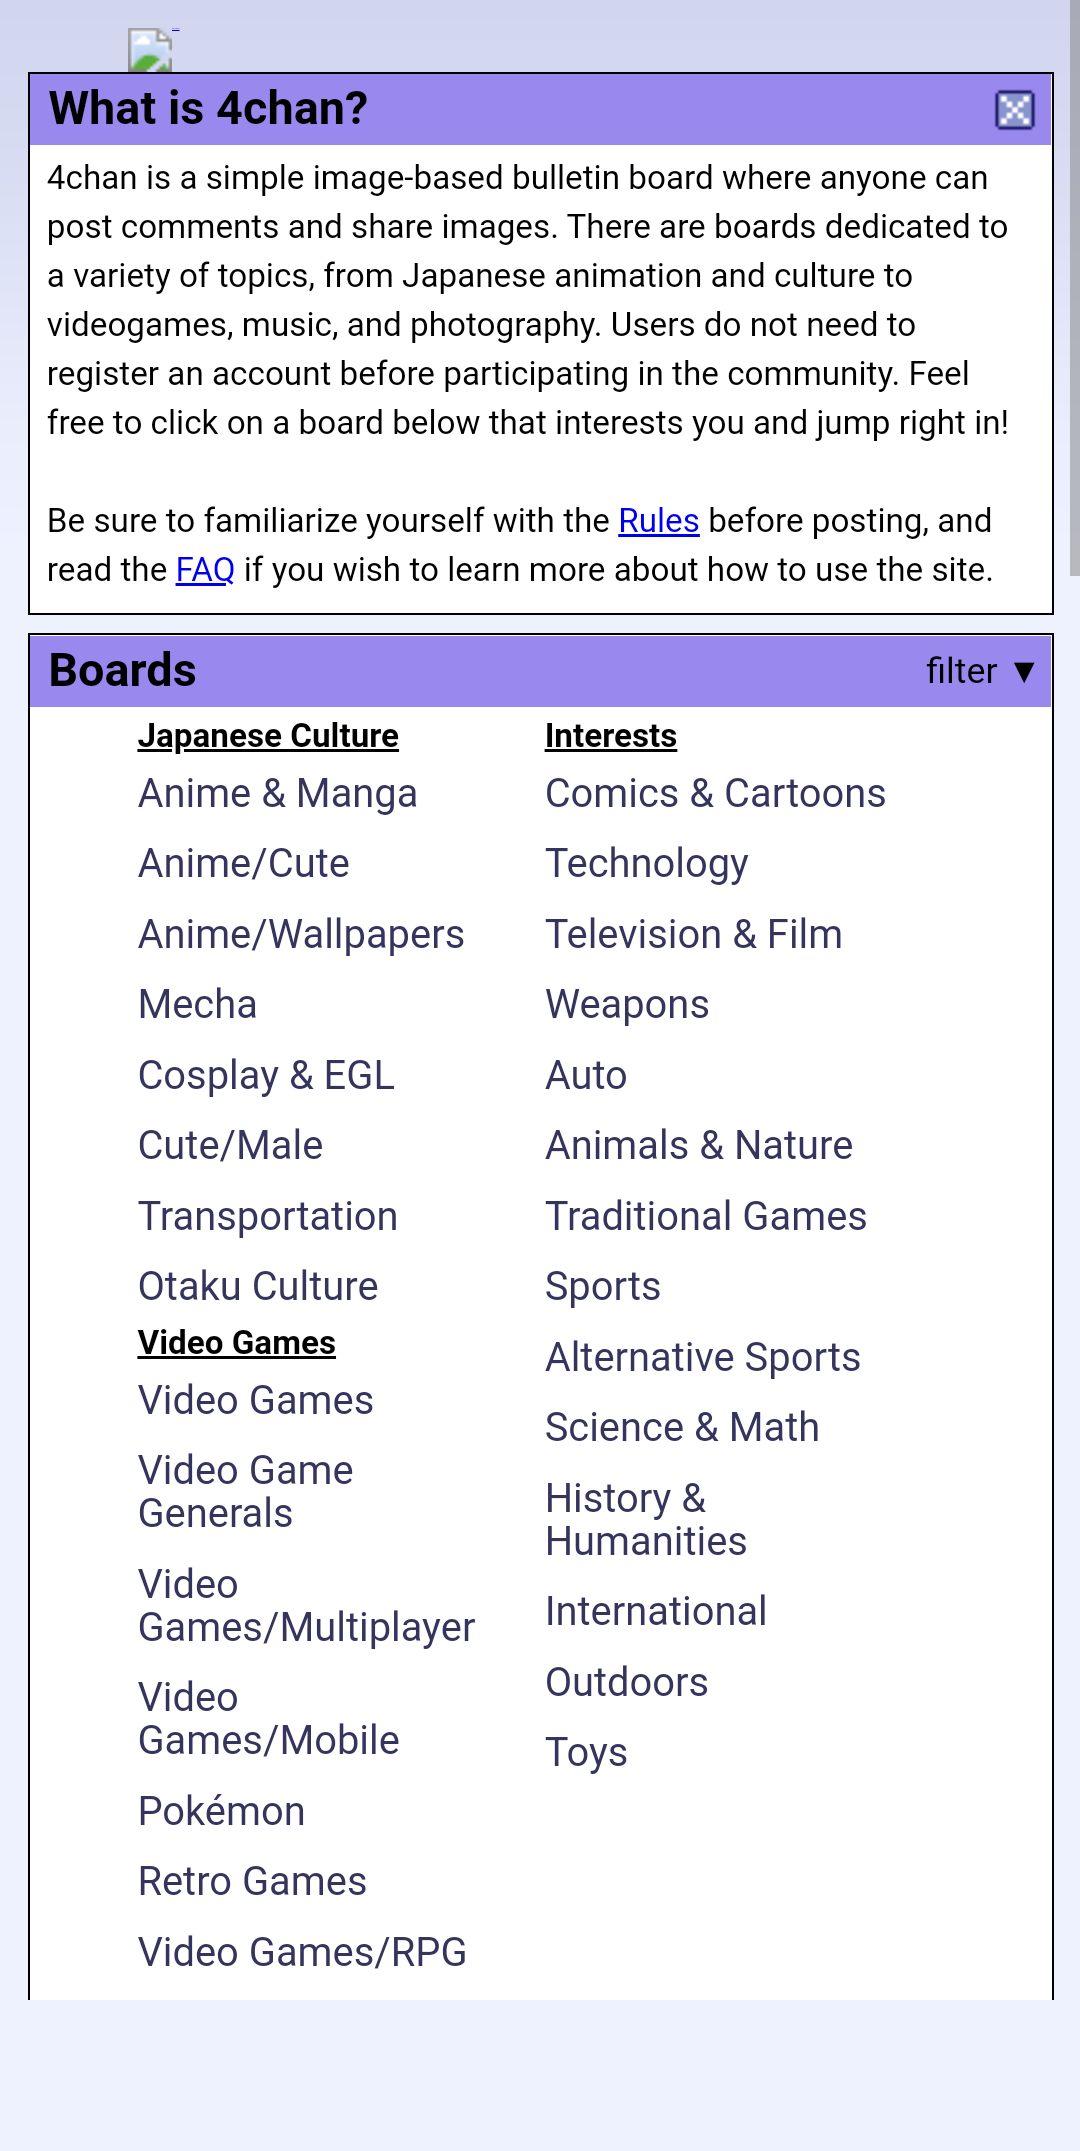 What is 4chan?
4chan is a simple image-based bulletin board where anyone can
post comments and share images. There are boards dedicated to
a variety of topics, from Japanese animation and culture to
videogames, music, and photography. Users do not need to
register an account before participating in the community. Feel
free to click on a board below that interests you and jump right in!
Be sure to familiarize yourself with the Rules before posting, and
read the FAQ if you wish to learn more about how to use the site.
Boards
filter ▼
Japanese Culture
Anime & Manga
Anime/Cute
Anime/Wallpapers
Mecha
Cosplay & EGL
Cute/Male
Transportation
Otaku Culture
Video Games
Video Games
Video Game
Generals
Video
Games/Multiplayer
Video
Games/Mobile
Pokémon
Retro Games
Video Games/RPG
Interests
Comics & Cartoons
Technology
Television & Film
Weapons
Auto
Animals & Nature
Traditional Games
Sports
Alternative Sports
Science & Math
History &
Humanities
International
Outdoors
Toys